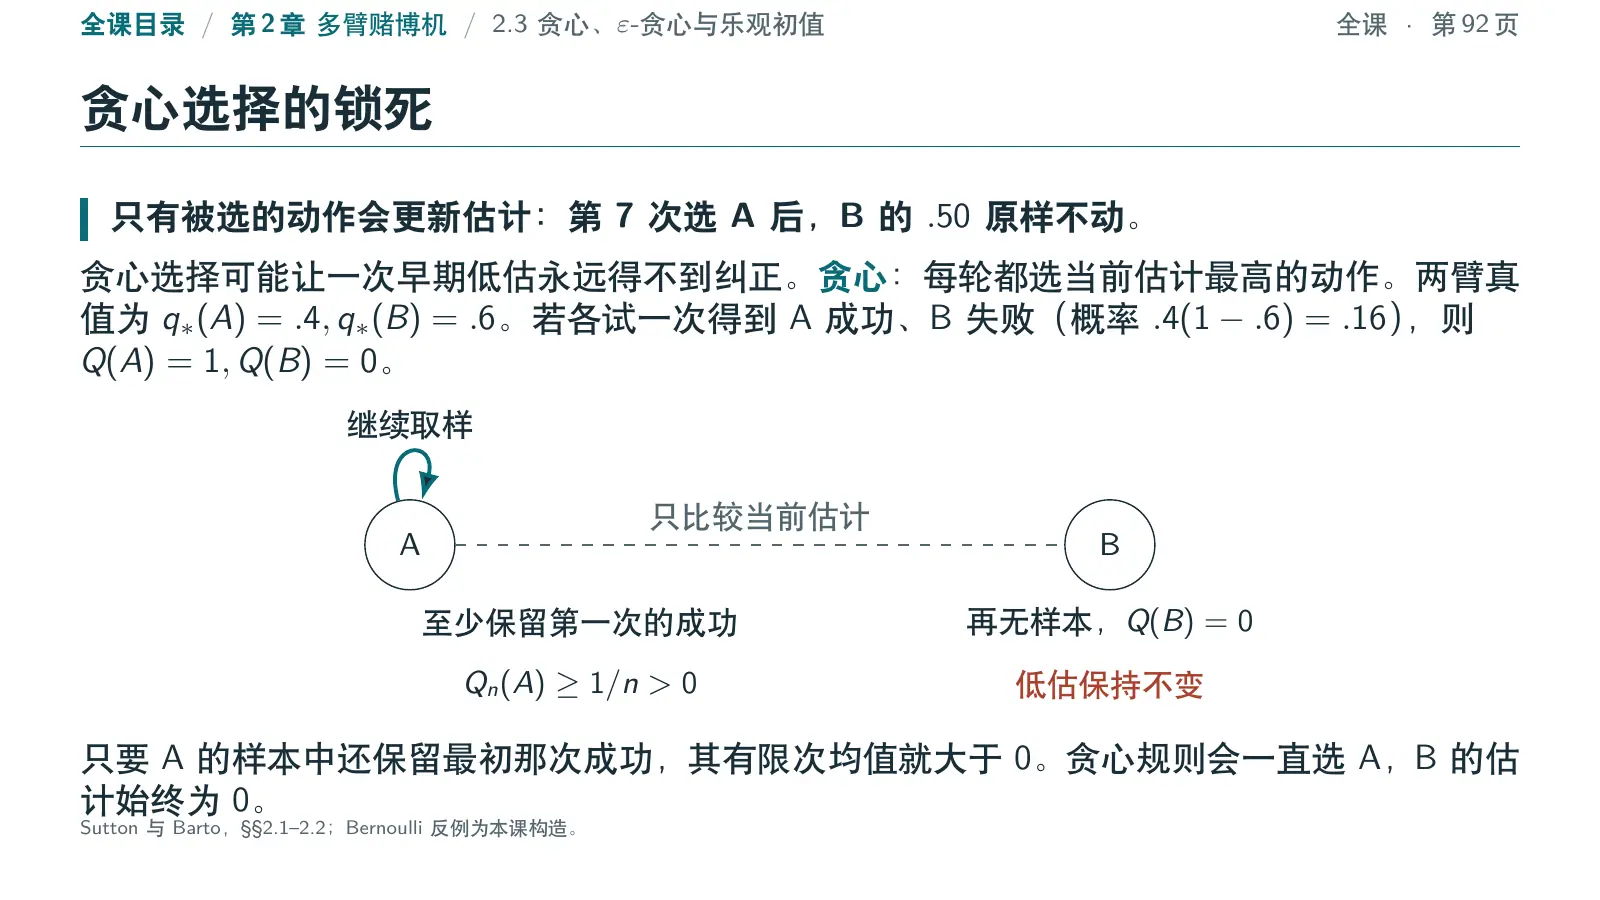 全课目录 / 第 2 章 多臂赌博机 / 2.3 贪心、ε-贪心与乐观初值
全课 · 第 92 页
贪心选择的锁死
只有被选的动作会更新估计：第 7 次选 A 后，B 的 .50 原样不动。
贪心选择可能让一次早期低估永远得不到纠正。贪心：每轮都选当前估计最高的动作。两臂真
值为 q∗(A) = .4, q∗(B) = .6。若各试一次得到 A 成功、B 失败（概率 .4(1 − .6) = .16），则
Q(A) = 1, Q(B) = 0。
继续取样
只比较当前估计
A
B
至少保留第一次的成功
再无样本，Q(B) = 0
Qₙ(A) ≥ 1/n > 0
低估保持不变
只要 A 的样本中还保留最初那次成功，其有限次均值就大于 0。贪心规则会一直选 A，B 的估
计始终为 0。
Sutton 与 Barto，§§2.1–2.2；Bernoulli 反例为本课构造。